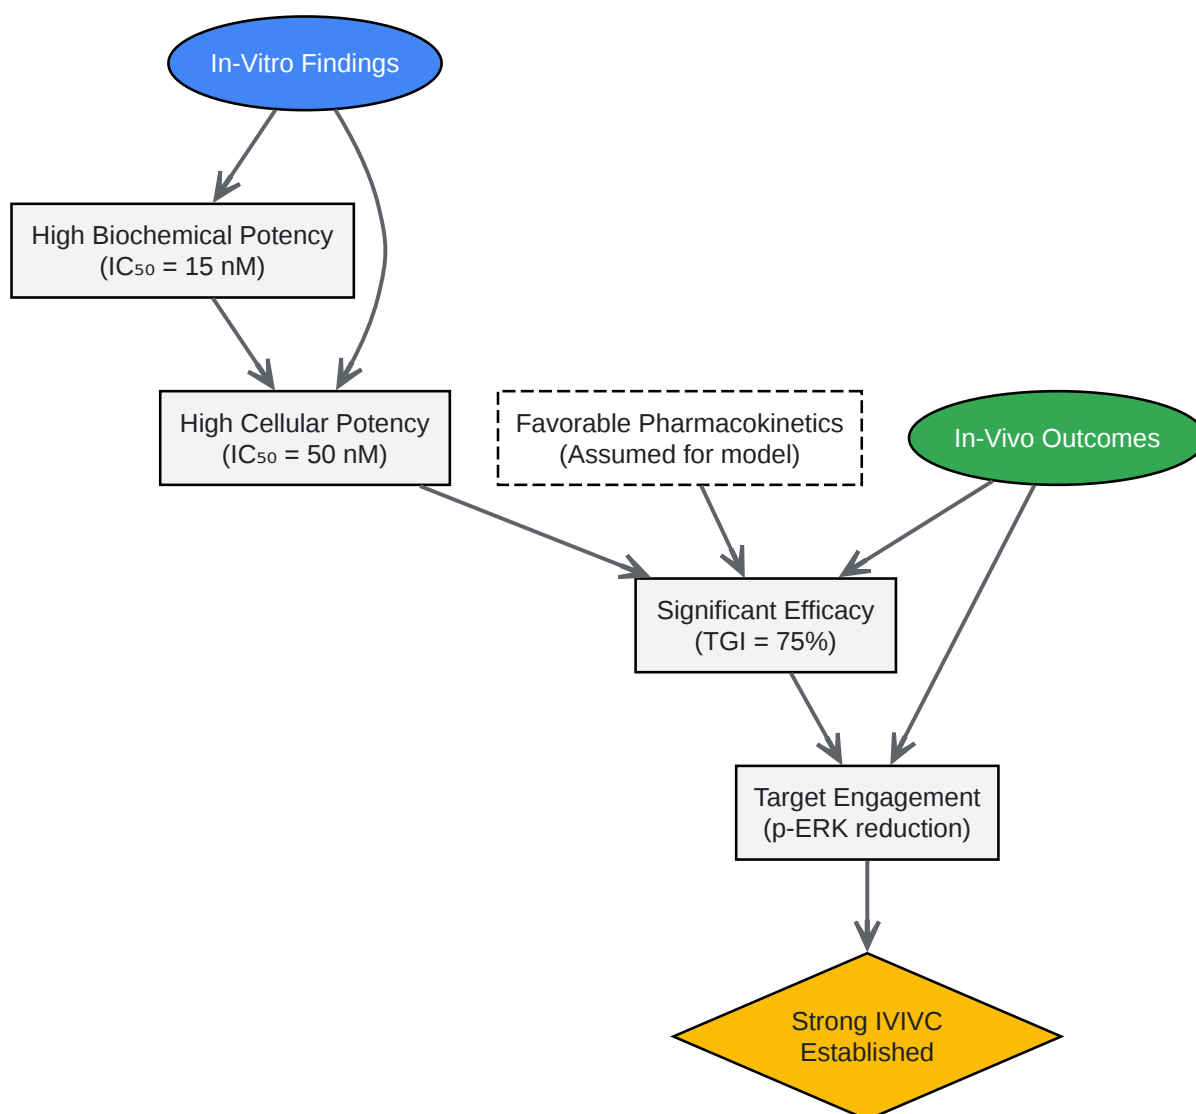 In-Vitro Findings
High Biochemical Potency
(IC₅₀ = 15 nM)
High Cellular Potency
(IC₅₀ = 50 nM)
Favorable Pharmacokinetics
(Assumed for model)
In-Vivo Outcomes
Significant Efficacy
(TGI = 75%)
Target Engagement
(p-ERK reduction)
Strong IVIVC
Established